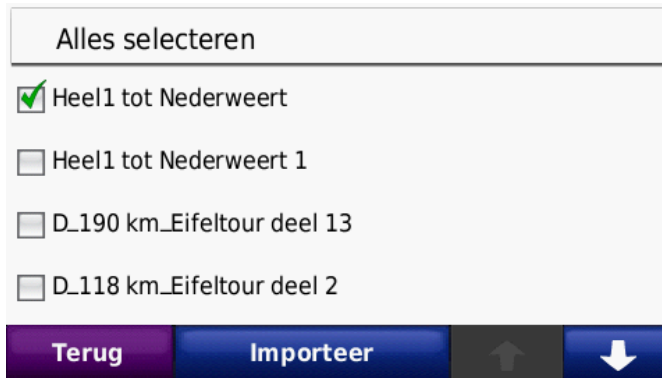 Alles selecteren
Heel1 tot Nederweert
Heel1 tot Nederweert 1
D_190 km_Eifeltour deel 13
D_118 km_Eifeltour deel 2
Terug Importeer